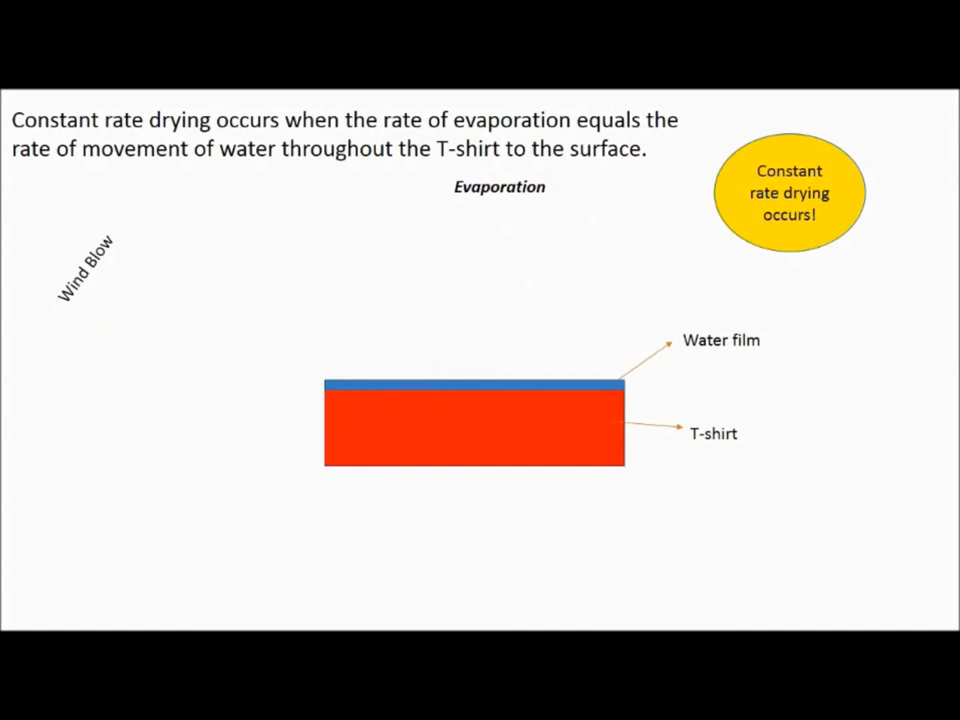 Constant rate drying occurs when the rate of evaporation equals the
rate of movement of water throughout the T-shirt to the surface.
Evaporation
Constant
rate drying
occurs!
Wind Blow
Water film
T-shirt